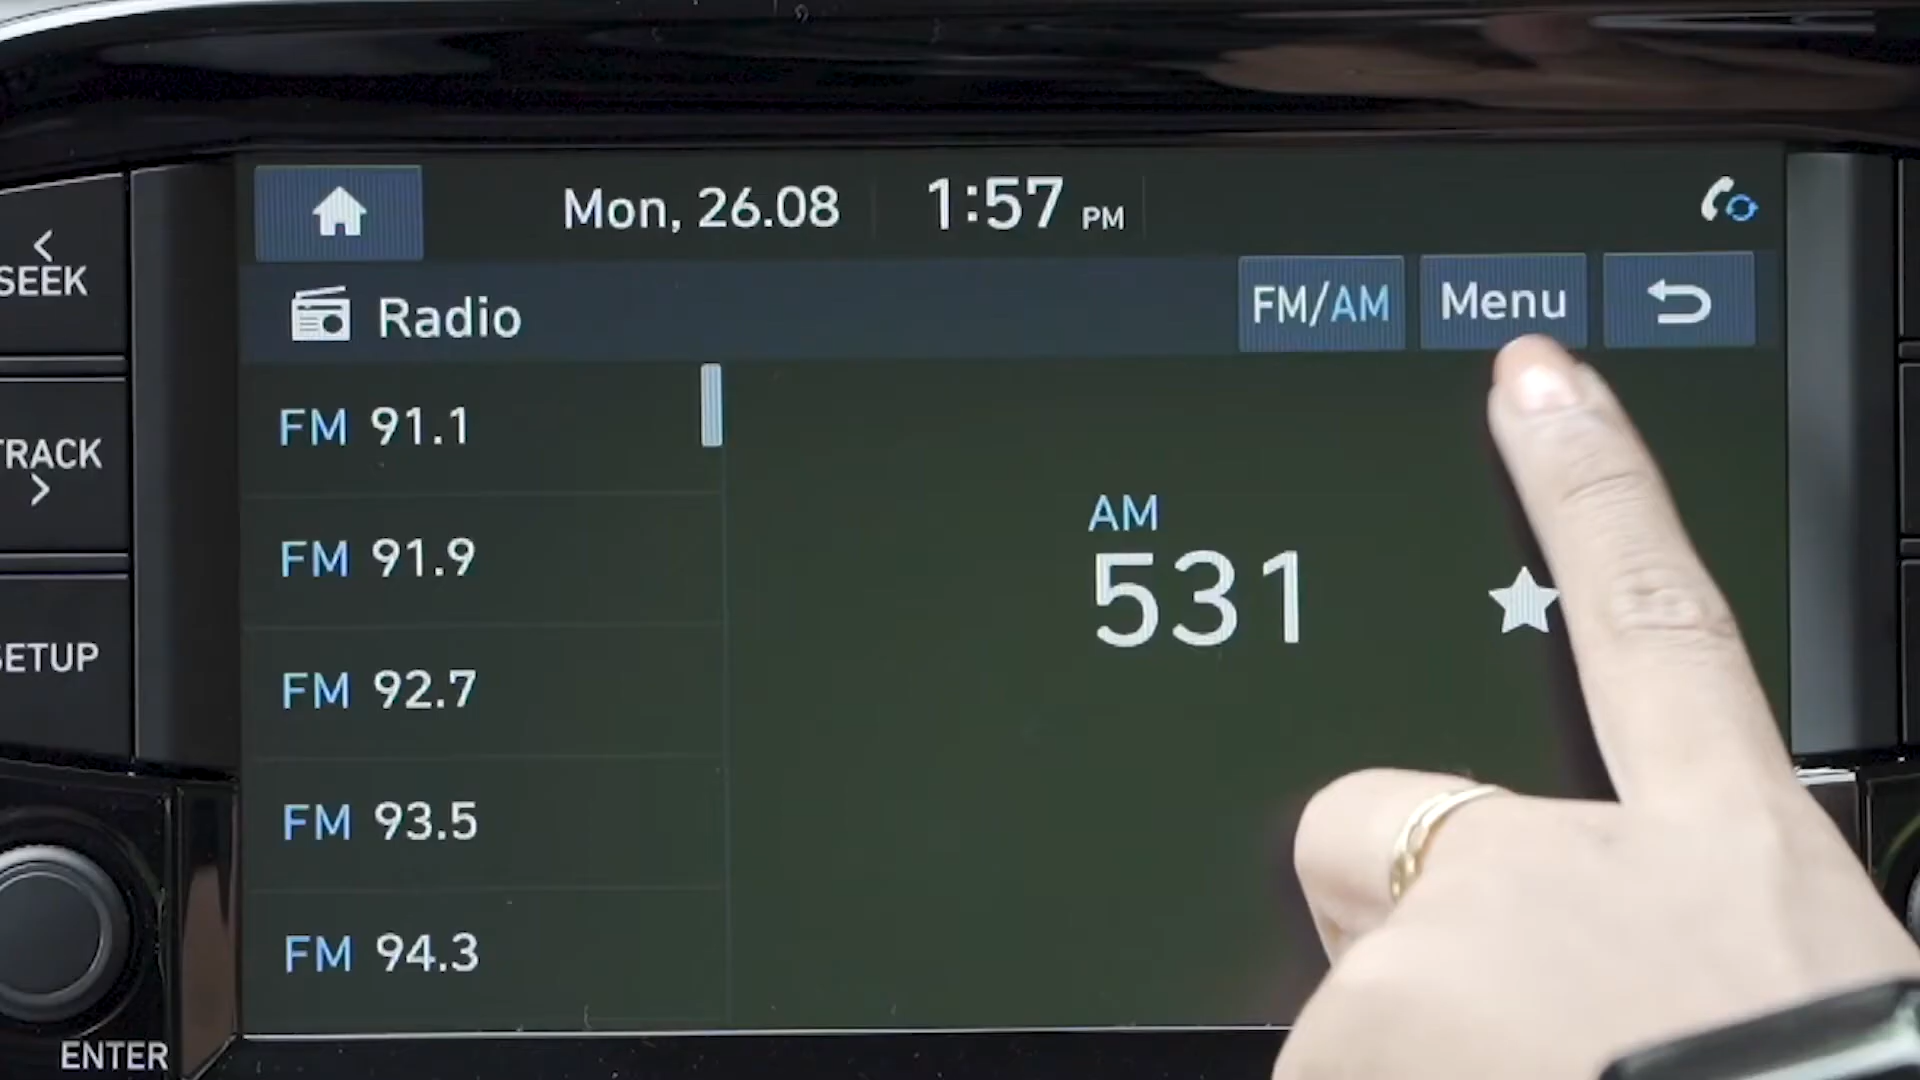 Mon, 26.08 1:57 PM
Radio FM/AM Menu
FM 91.1
FM 91.9
FM 92.7
FM 93.5
FM 94.3
AM
531
< SEEK
TRACK >
SETUP
ENTER